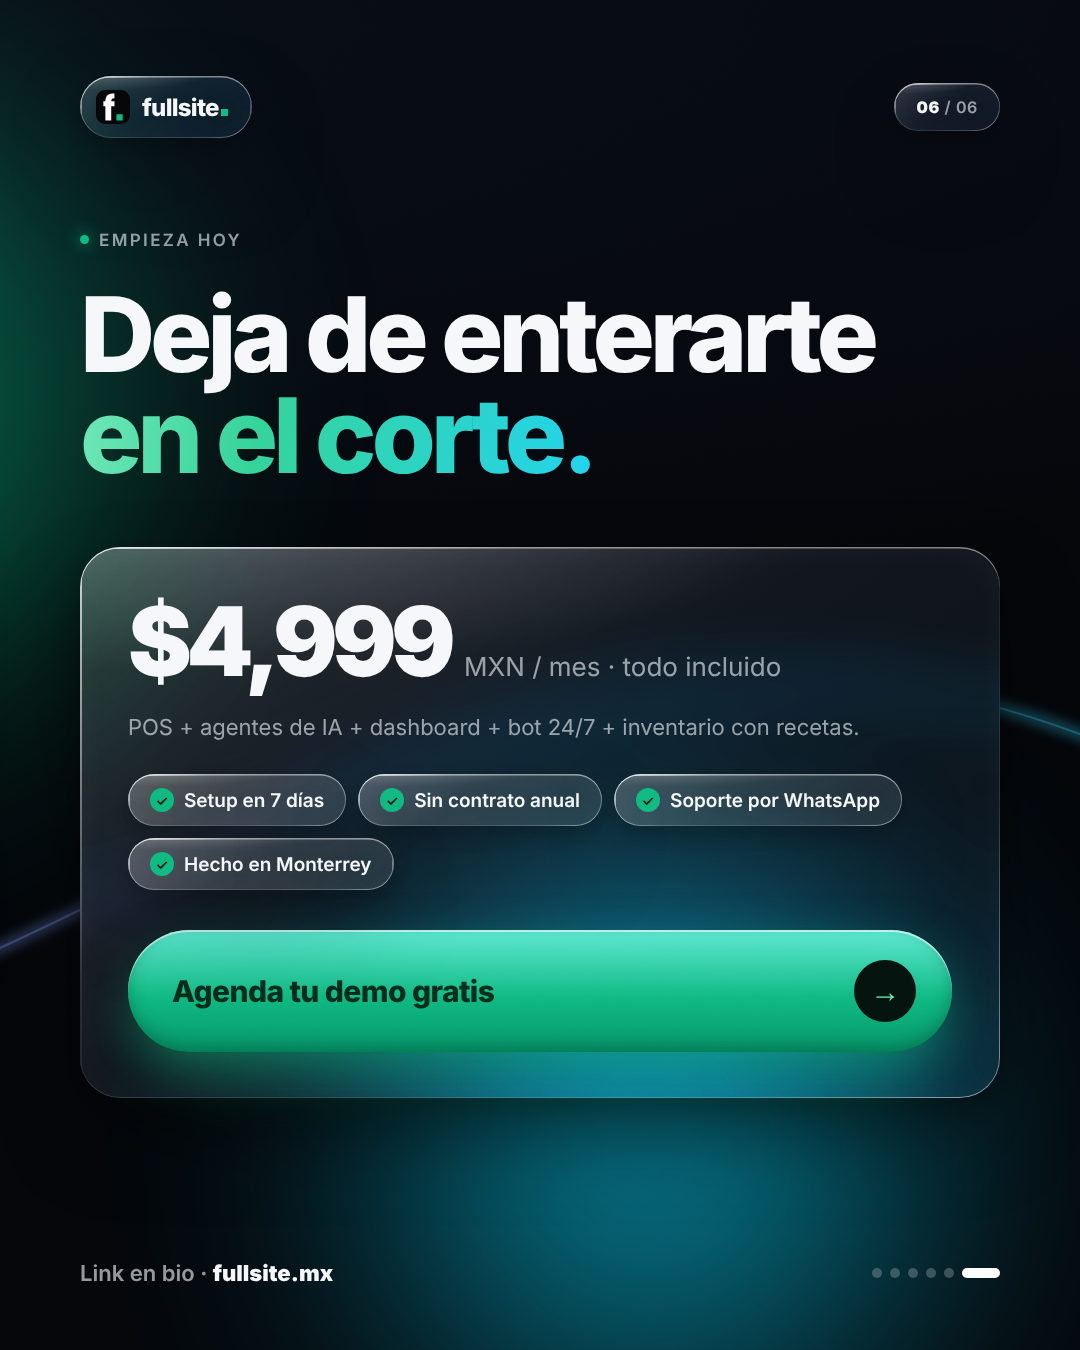 fullsite.
06 / 06
EMPIEZA HOY
Deja de enterarte
en el corte.
$4,999 MXN / mes · todo incluido
POS + agentes de IA + dashboard + bot 24/7 + inventario con recetas.
Setup en 7 días
Sin contrato anual
Soporte por WhatsApp
Hecho en Monterrey
Agenda tu demo gratis →
Link en bio · fullsite.mx